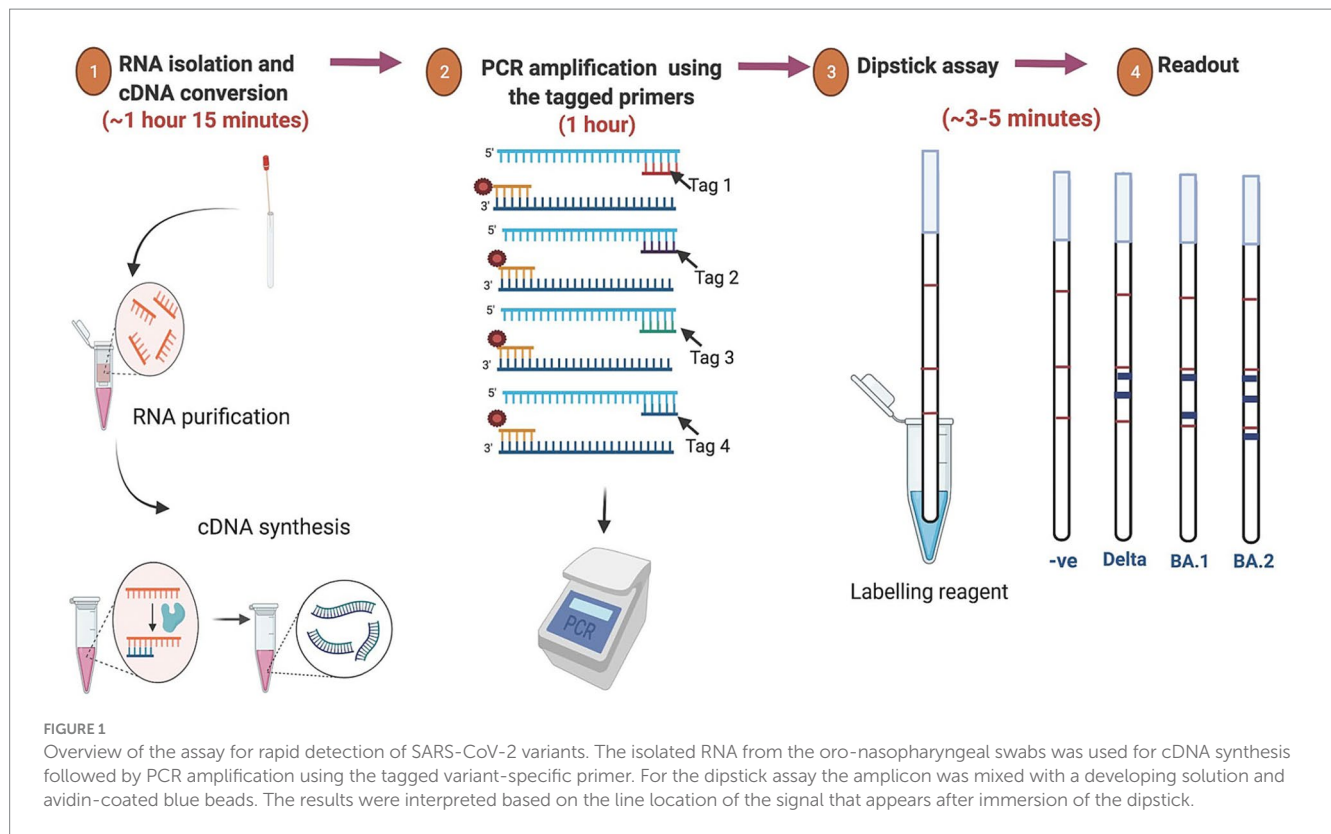 1 RNA isolation and
cDNA conversion
(~1 hour 15 minutes)
2 PCR amplification using
the tagged primers
(1 hour)
3 Dipstick assay
4 Readout
(~3-5 minutes)
RNA purification
cDNA synthesis
5'
Tag 1
3'
5'
Tag 2
3'
5'
Tag 3
3'
5'
Tag 4
3'
PCR
Labelling reagent
-ve
Delta
BA.1
BA.2
FIGURE 1
Overview of the assay for rapid detection of SARS-CoV-2 variants. The isolated RNA from the oro-nasopharyngeal swabs was used for cDNA synthesis
followed by PCR amplification using the tagged variant-specific primer. For the dipstick assay the amplicon was mixed with a developing solution and
avidin-coated blue beads. The results were interpreted based on the line location of the signal that appears after immersion of the dipstick.